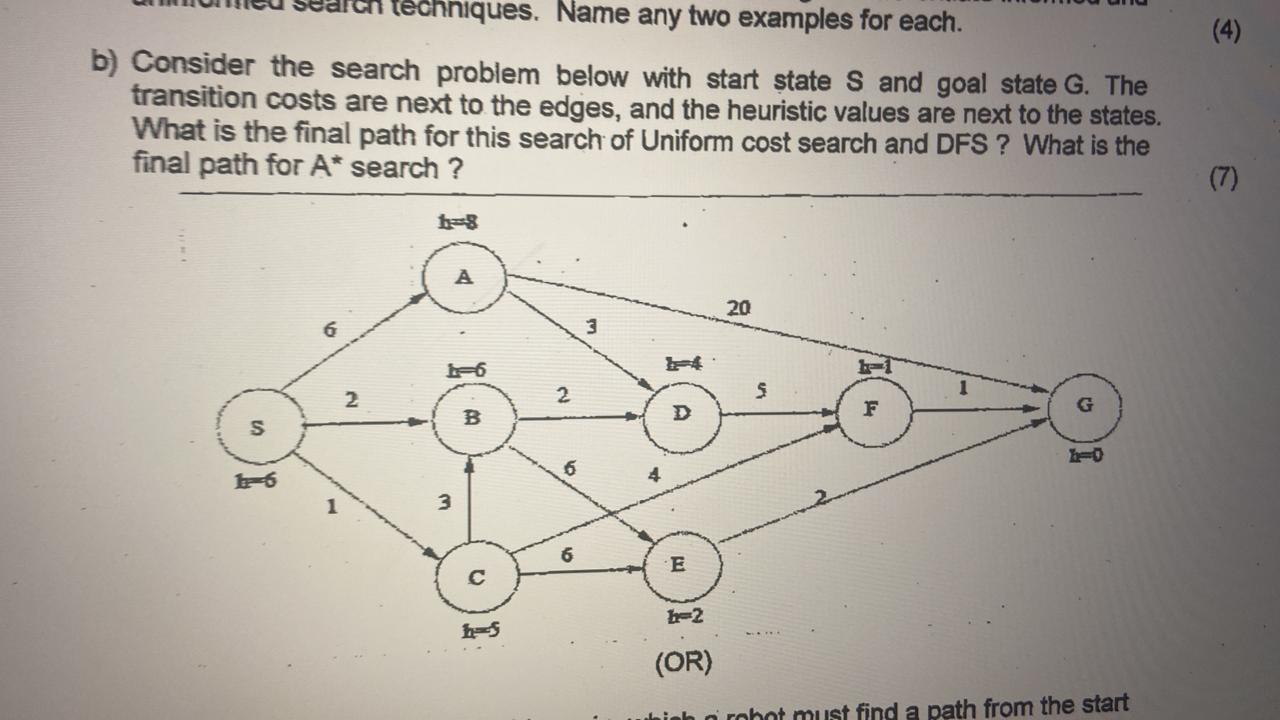 search techniques. Name any two examples for each.
(4)
b) Consider the search problem below with start state S and goal state G. The
transition costs are next to the edges, and the heuristic values are next to the states.
What is the final path for this search of Uniform cost search and DFS ? What is the
final path for A* search ?
(7)
h=8
A
20
6
3
h=6
h=4
h=1
2
2
5
1
S
B
D
F
G
h=6
h=0
6
4
1
3
2
6
C
E
h=5
h=2
(OR)
robot must find a path from the start